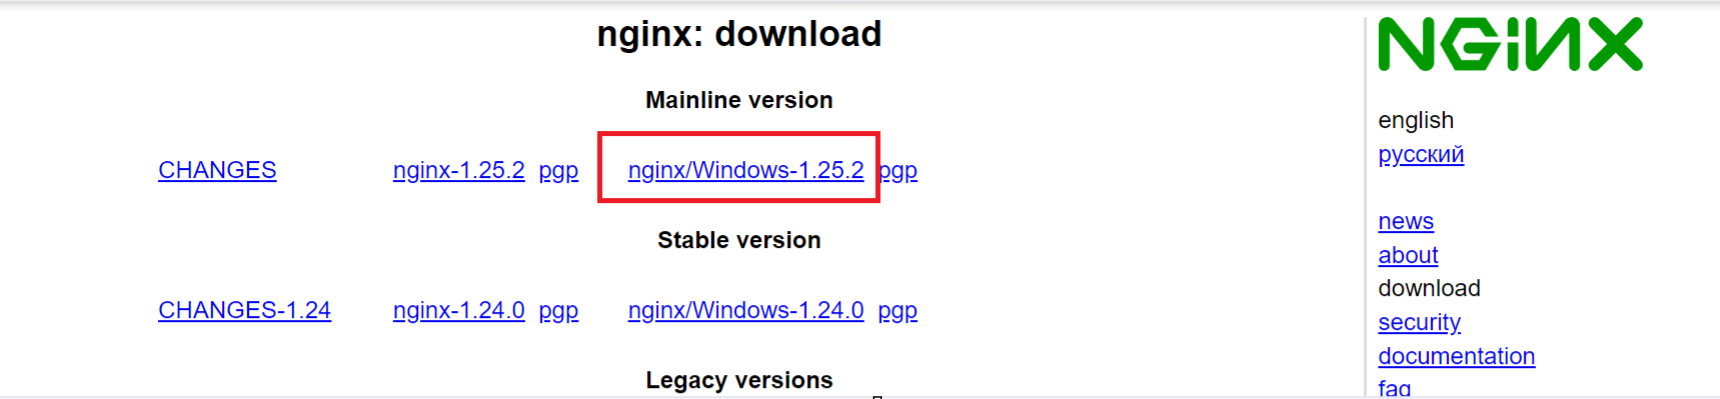 nginx: download
Mainline version
CHANGES nginx-1.25.2 pgp nginx/Windows-1.25.2 pgp
Stable version
CHANGES-1.24 nginx-1.24.0 pgp nginx/Windows-1.24.0 pgp
Legacy versions
NGINX
english
русский
news
about
download
security
documentation
faq